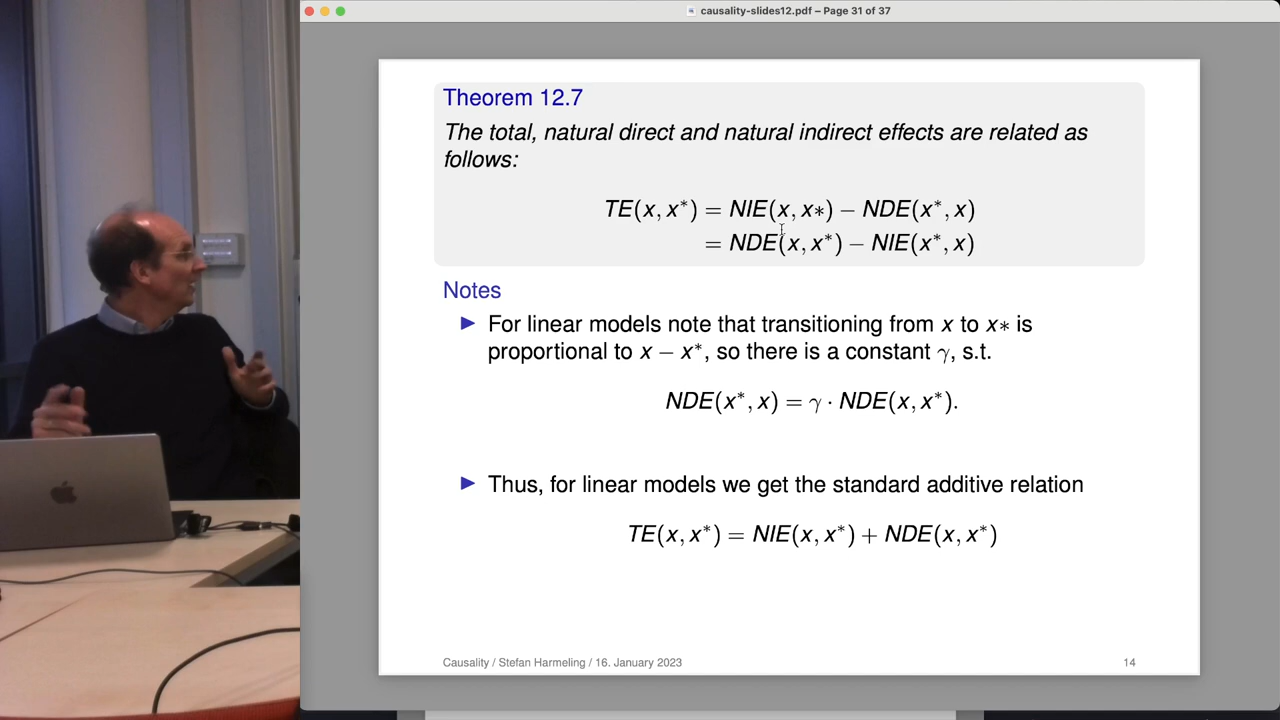 causality-slides12.pdf – Page 31 of 37
Theorem 12.7
The total, natural direct and natural indirect effects are related as
follows:
TE(x, x*) = NIE(x, x∗) − NDE(x*, x)
= NDE(x, x*) − NIE(x*, x)
Notes
▶ For linear models note that transitioning from x to x∗ is
proportional to x − x*, so there is a constant γ, s.t.
NDE(x*, x) = γ · NDE(x, x*).
▶ Thus, for linear models we get the standard additive relation
TE(x, x*) = NIE(x, x*) + NDE(x, x*)
Causality / Stefan Harmeling / 16. January 2023
14